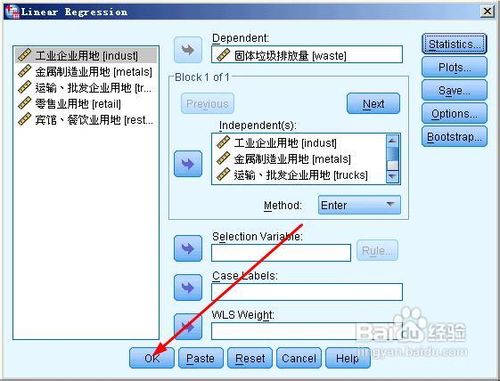 Linear Regression
工业企业用地 [indust]
金属制造业用地 [metals]
运输、批发企业用地 [tr...
零售业用地 [retail]
宾馆、餐饮业用地 [rest...
Dependent:
固体垃圾排放量 [waste]
Block 1 of 1
Previous
Next
Independent(s):
工业企业用地 [indust]
金属制造业用地 [metals]
运输、批发企业用地 [trucks]
Method:
Enter
Selection Variable:
Rule...
Case Labels:
WLS Weight:
Statistics...
Plots...
Save...
Options...
Bootstrap...
OK
Paste
Reset
Cancel
Help
Baidu 经验
jingyan.baidu.com